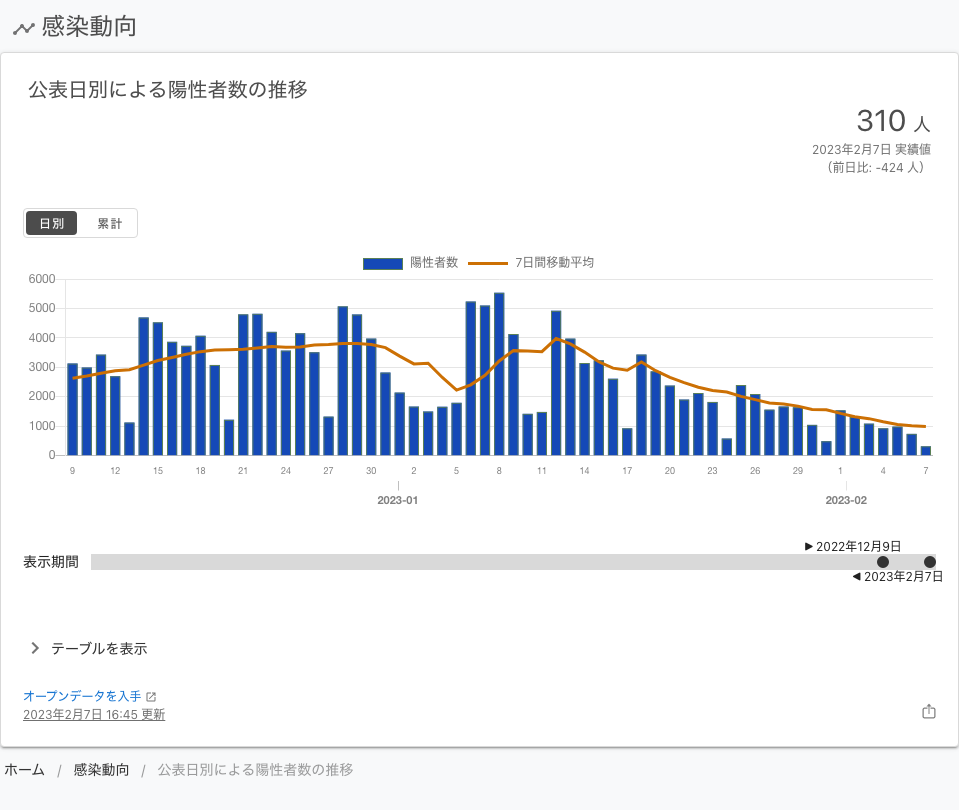 感染動向
公表日別による陽性者数の推移
310 人
2023年2月7日 実績値
（前日比: -424 人）
日別 累計
陽性者数 7日間移動平均
6000
5000
4000
3000
2000
1000
0
9 12 15 18 21 24 27 30 2 5 8 11 14 17 20 23 26 29 1 4 7
2023-01 2023-02
2022年12月9日
表示期間
2023年2月7日
テーブルを表示
オープンデータを入手
2023年2月7日 16:45 更新
ホーム / 感染動向 / 公表日別による陽性者数の推移